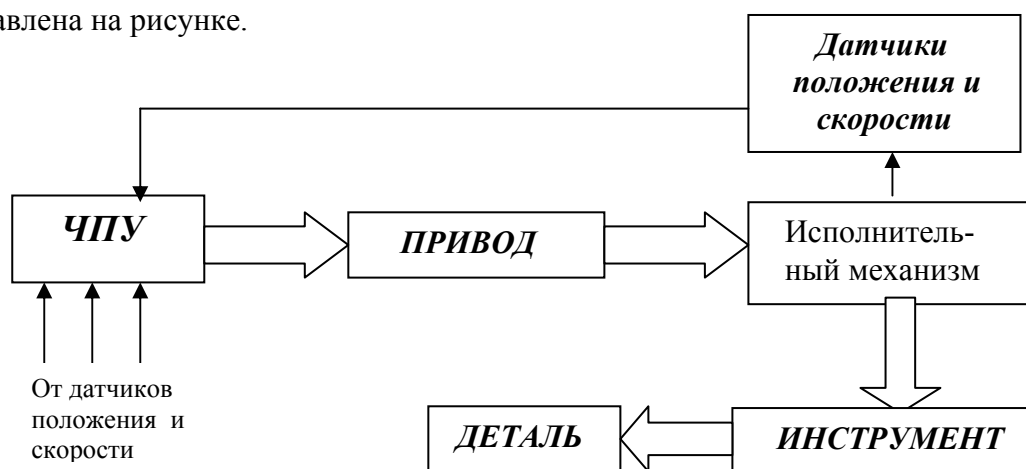 авлена на рисунке.
Датчики
положения и
скорости
ЧПУ
ПРИВОД
Исполнитель-
ный механизм
От датчиков
положения и
скорости
ДЕТАЛЬ
ИНСТРУМЕНТ